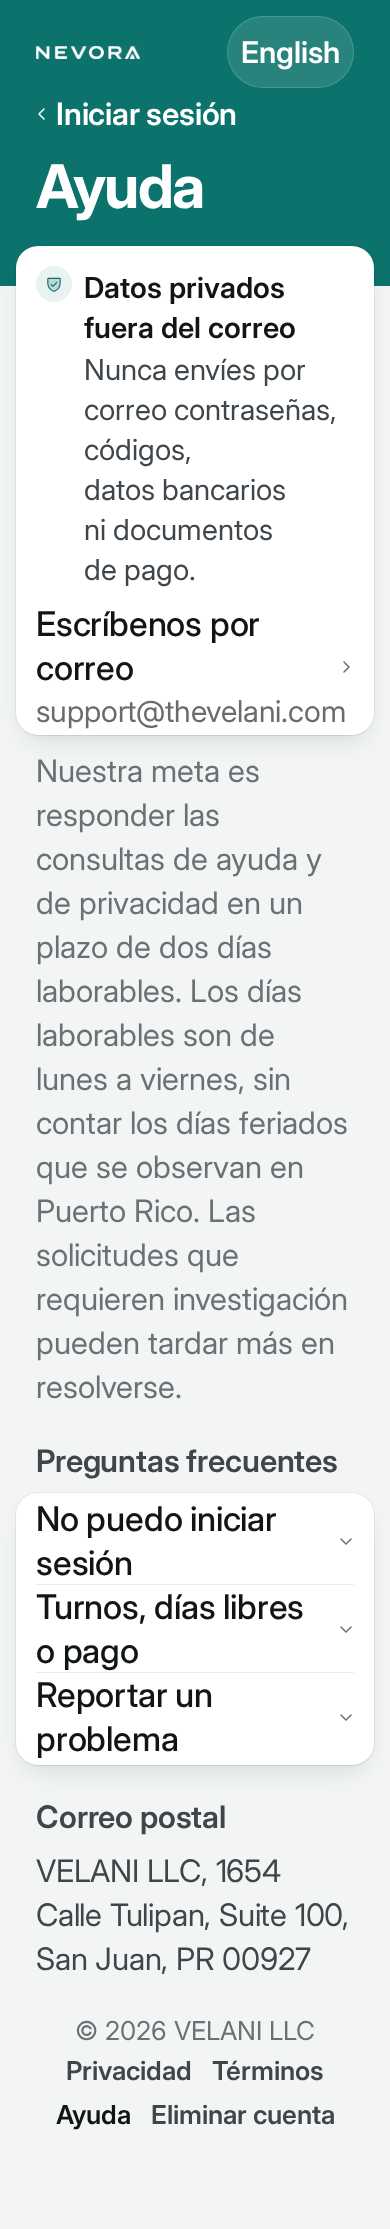 NEVORA
English
Iniciar sesión
Ayuda
Datos privados
fuera del correo
Nunca envíes por
correo contraseñas,
códigos,
datos bancarios
ni documentos
de pago.
Escríbenos por
correo
support@thevelani.com
Nuestra meta es
responder las
consultas de ayuda y
de privacidad en un
plazo de dos días
laborables. Los días
laborables son de
lunes a viernes, sin
contar los días feriados
que se observan en
Puerto Rico. Las
solicitudes que
requieren investigación
pueden tardar más en
resolverse.
Preguntas frecuentes
No puedo iniciar
sesión
Turnos, días libres
o pago
Reportar un
problema
Correo postal
VELANI LLC, 1654
Calle Tulipan, Suite 100,
San Juan, PR 00927
© 2026 VELANI LLC
Privacidad Términos
Ayuda Eliminar cuenta